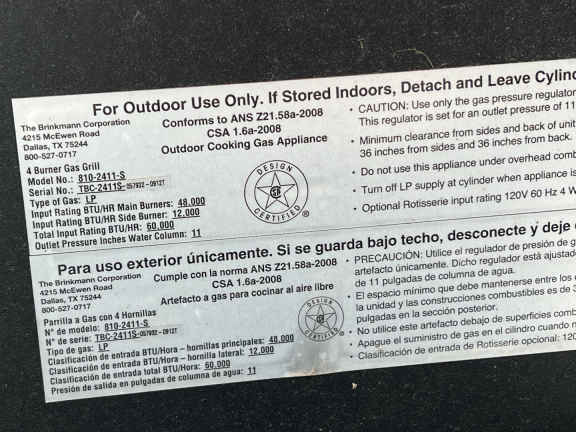 For Outdoor Use Only. If Stored Indoors, Detach and Leave Cylin
The Brinkmann Corporation
4215 McEwen Road
Dallas, TX 75244
800-527-0717
Conforms to ANS Z21.58a-2008
CSA 1.6a-2008
Outdoor Cooking Gas Appliance
4 Burner Gas Grill
Model No.: 810-2411-S
Serial No.: TBC-2411S-057922-0912T
Type of Gas: LP
Input Rating BTU/HR Main Burners: 48,000
Input Rating BTU/HR Side Burner: 12,000
Total Input Rating BTU/HR: 60,000
Outlet Pressure Inches Water Column: 11
DESIGN
CERTIFIED
®
• CAUTION: Use only the gas pressure regulator
This regulator is set for an outlet pressure of 11
• Minimum clearance from sides and back of unit
36 inches from sides and 36 inches from back.
• Do not use this appliance under overhead comb
• Turn off LP supply at cylinder when appliance is
• Optional Rotisserie input rating 120V 60 Hz 4 W
Para uso exterior únicamente. Si se guarda bajo techo, desconecte y deje
The Brinkmann Corporation
4215 McEwen Road
Dallas, TX 75244
800-527-0717
Cumple con la norma ANS Z21.58a-2008
CSA 1.6a-2008
Artefacto a gas para cocinar al aire libre
Parrilla a Gas con 4 Hornillas
N° de modelo: 810-2411-S
N° de serie: TBC-2411S-057922-0912T
Tipo de gas: LP
Clasificación de entrada BTU/Hora – hornillas principales: 48,000
Clasificación de entrada BTU/Hora – hornilla lateral: 12,000
Clasificación de entrada total BTU/Hora: 60,000
Presión de salida en pulgadas de columna de agua: 11
DESIGN
CERTIFIED
®
• PRECAUCIÓN: Utilice el regulador de presión de g
artefacto únicamente. Dicho regulador está ajustad
de 11 pulgadas de columna de agua.
• El espacio mínimo que debe mantenerse entre los
la unidad y las construcciones combustibles es de 3
pulgadas en la sección posterior.
• No utilice este artefacto debajo de superficies comb
• Apague el suministro de gas en el cilindro cuando n
• Clasificación de entrada de Rotisserie opcional: 120